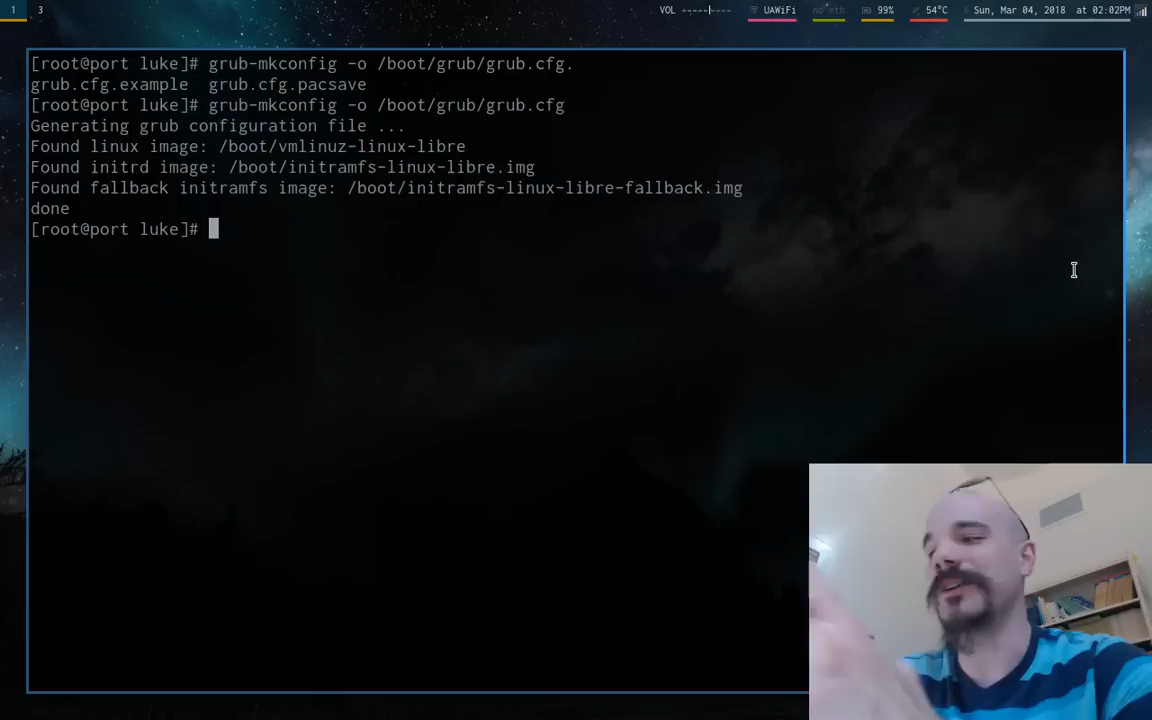 1 3 VOL -----|---- UAWiFi no eth 99% 54°C Sun, Mar 04, 2018 at 02:02PM
[root@port luke]# grub-mkconfig -o /boot/grub/grub.cfg.
grub.cfg.example grub.cfg.pacsave
[root@port luke]# grub-mkconfig -o /boot/grub/grub.cfg
Generating grub configuration file ...
Found linux image: /boot/vmlinuz-linux-libre
Found initrd image: /boot/initramfs-linux-libre.img
Found fallback initramfs image: /boot/initramfs-linux-libre-fallback.img
done
[root@port luke]#